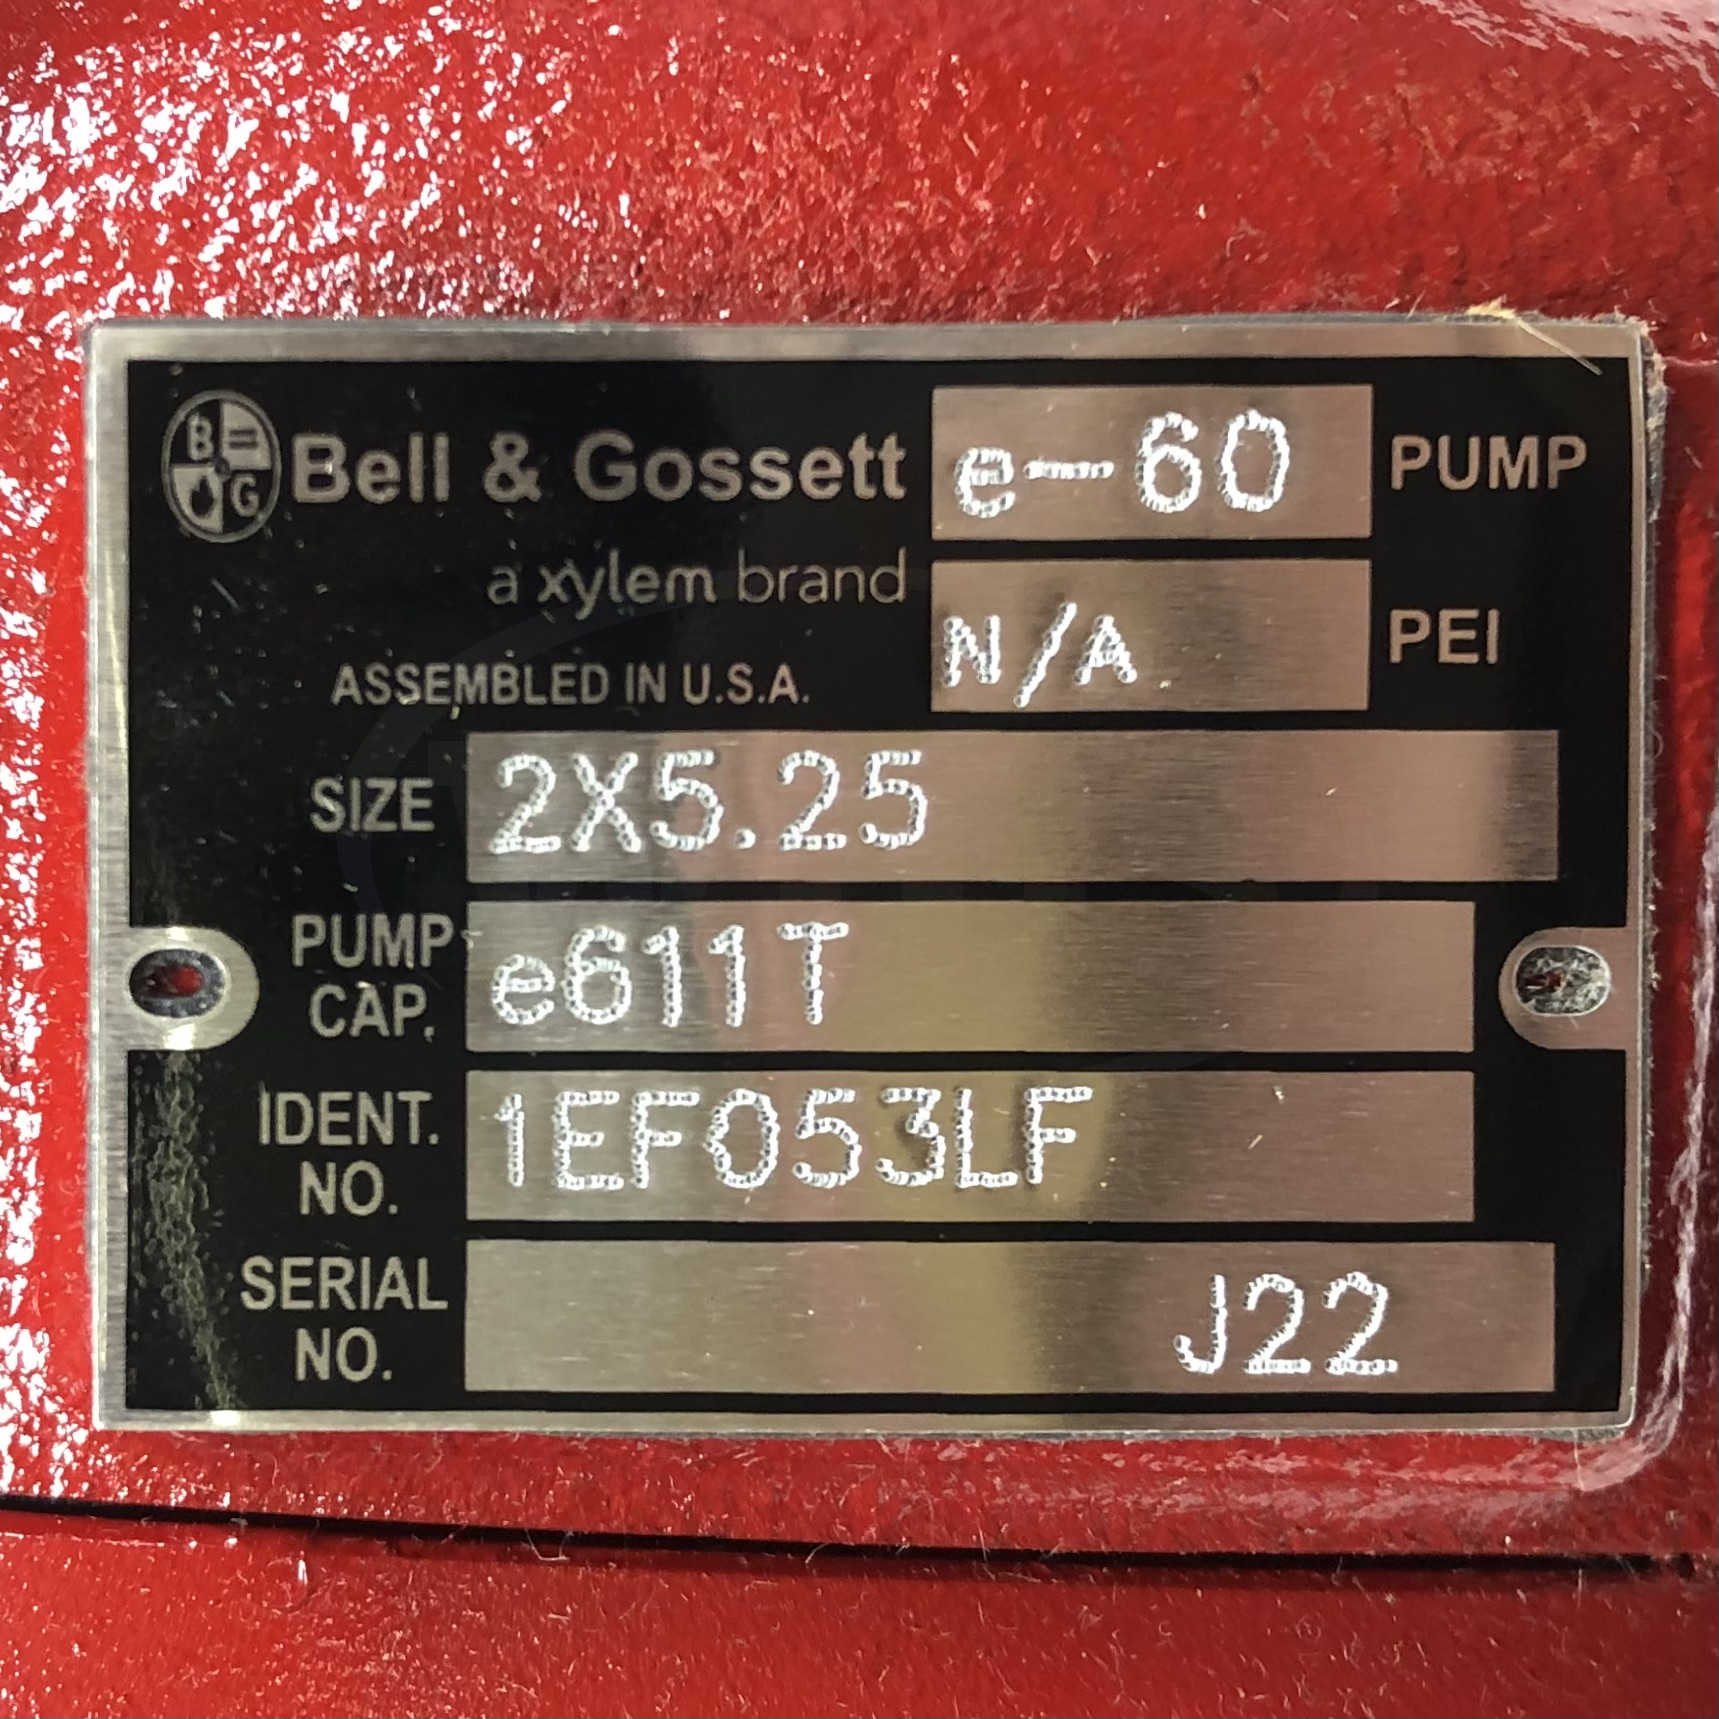 B G Bell & Gossett e-60 PUMP
a xylem brand
N/A PEI
ASSEMBLED IN U.S.A.
SIZE 2X5.25
PUMP CAP. e611T
IDENT. NO. 1EF053LF
SERIAL NO. J22